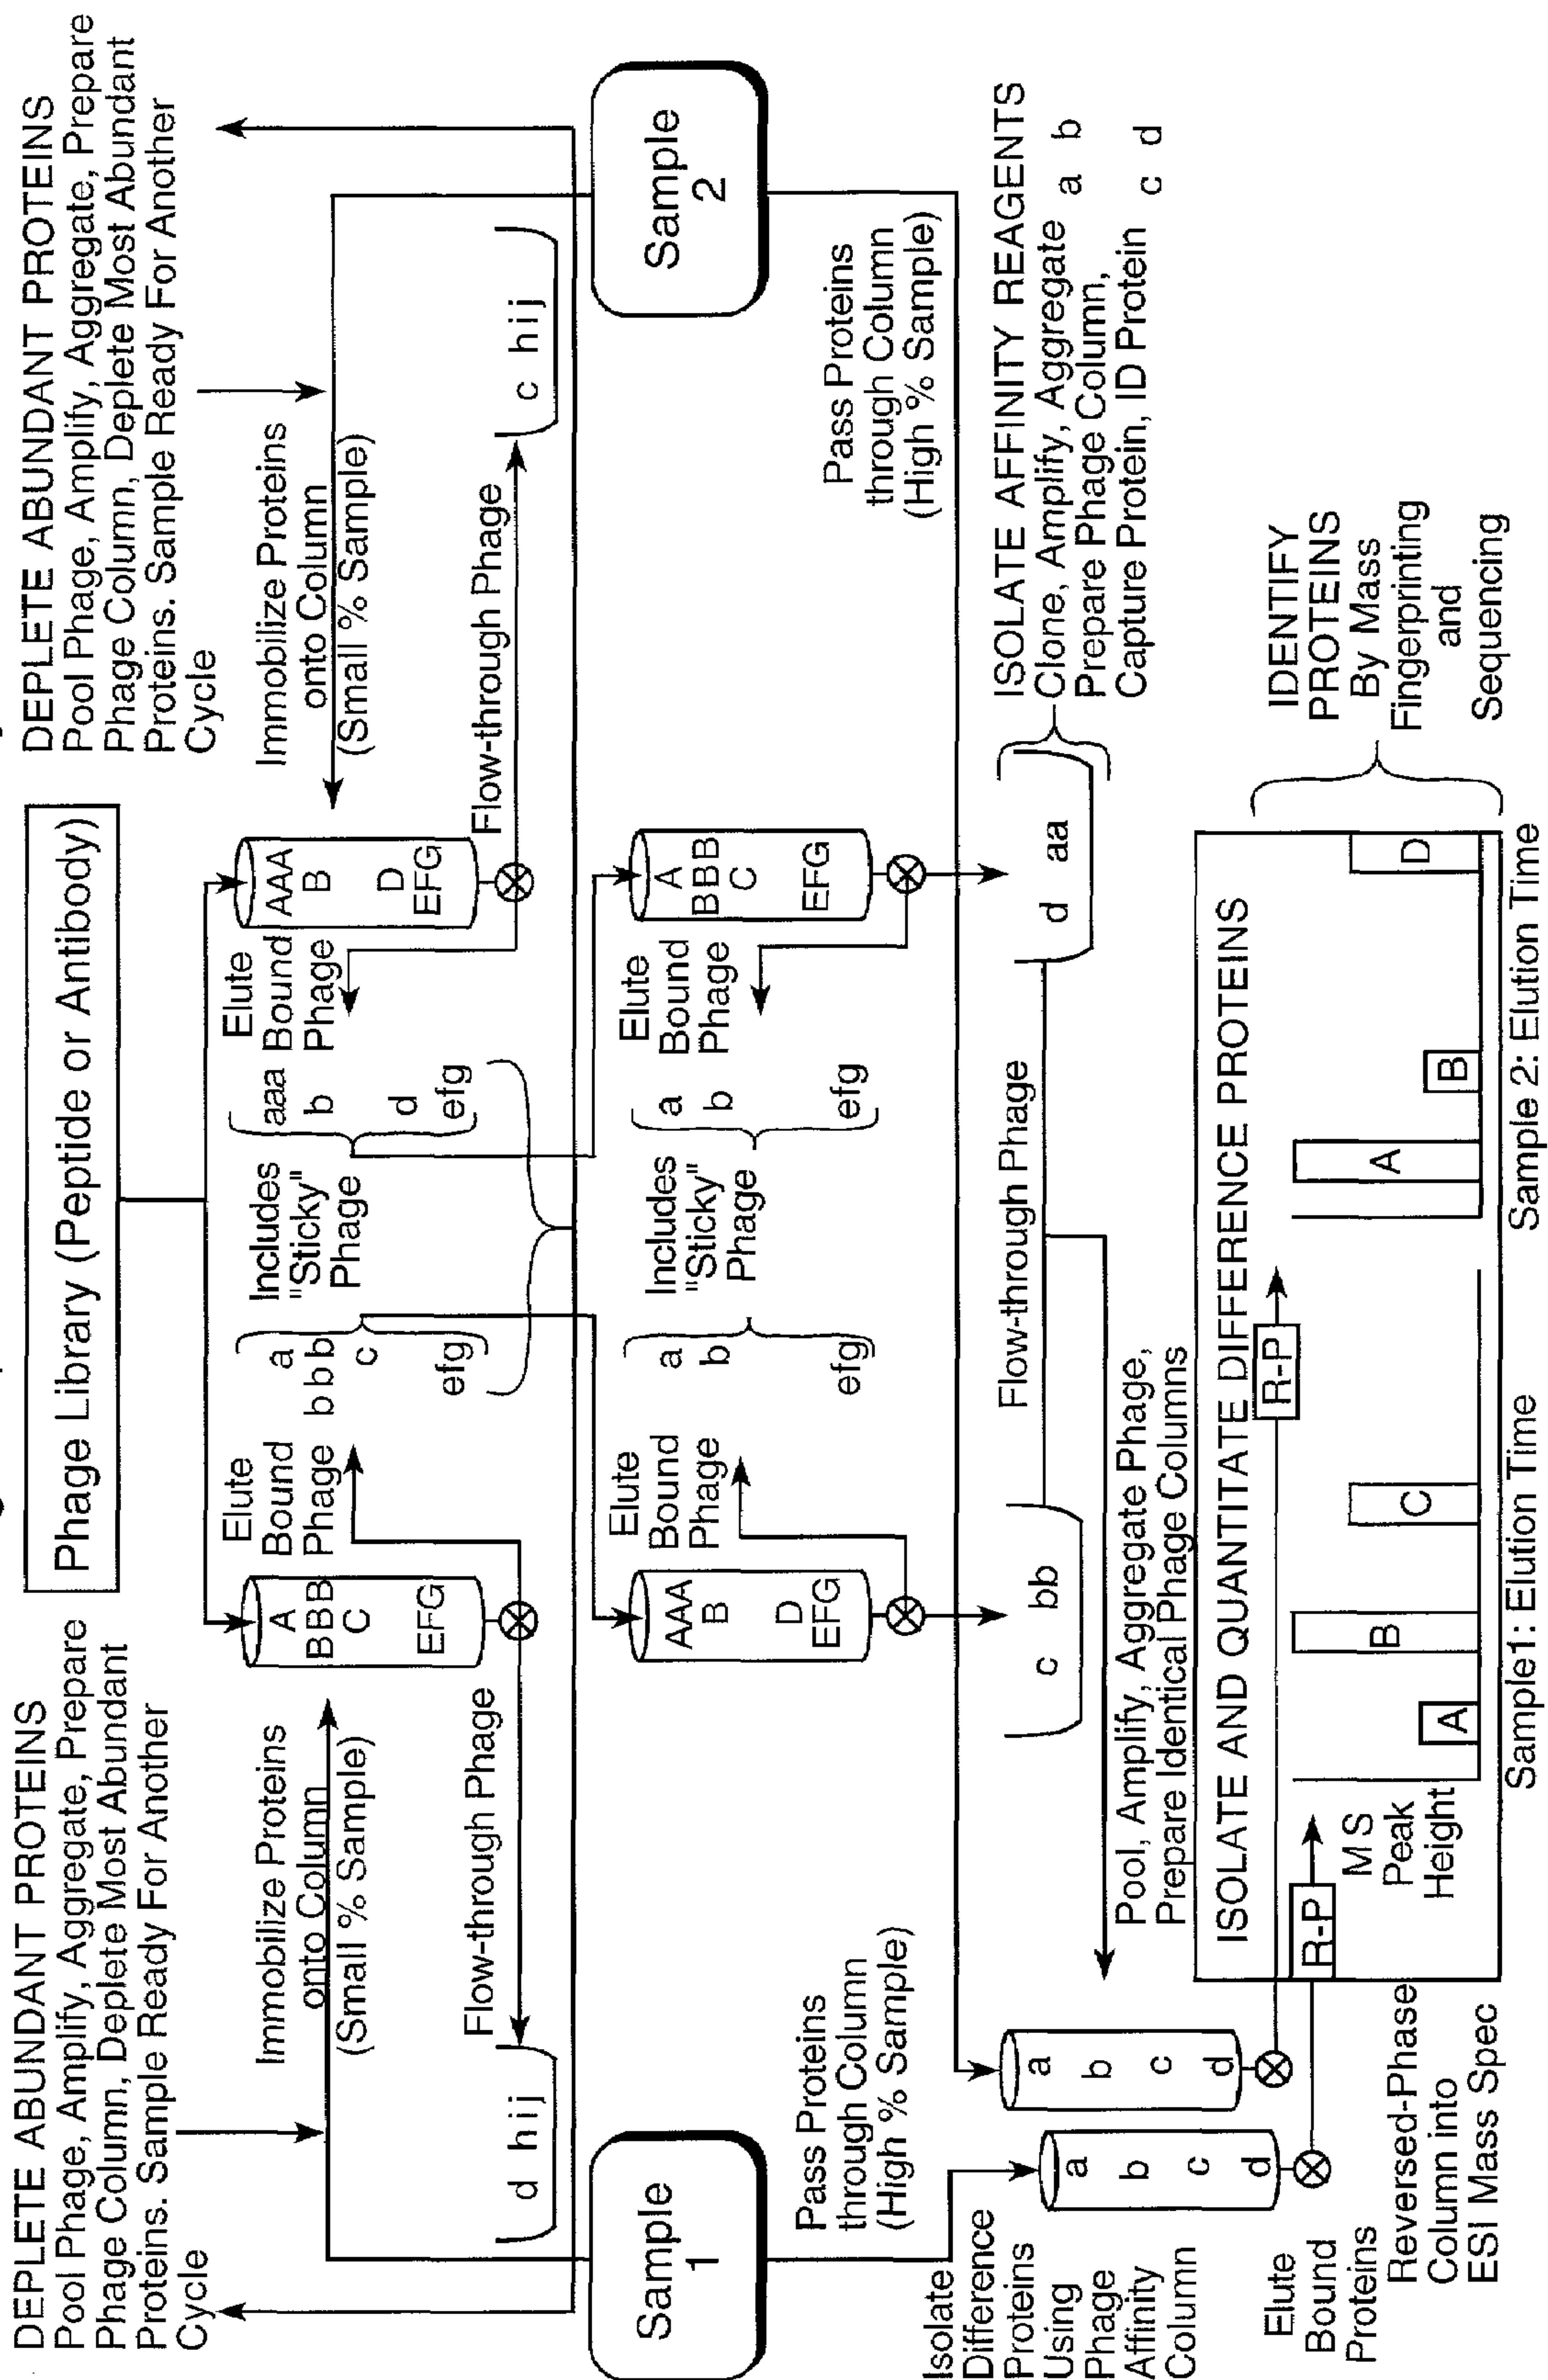 DEPLETE ABUNDANT PROTEINS
Pool Phage, Amplify, Aggregate, Prepare
Phage Column, Deplete Most Abundant
Proteins. Sample Ready For Another
Cycle
Phage Library (Peptide or Antibody)
DEPLETE ABUNDANT PROTEINS
Pool Phage, Amplify, Aggregate, Prepare
Phage Column, Deplete Most Abundant
Proteins. Sample Ready For Another
Cycle
Immobilize Proteins
onto Column
(Small % Sample)
A
BBB
C
EFG
Elute
Bound
Phage
a
b b b
c
efg
Includes
"Sticky"
Phage
aaa
b
d
efg
Elute
Bound
Phage
AAA
B
D
EFG
Immobilize Proteins
onto Column
(Small % Sample)
Flow-through Phage
d h i j
Flow-through Phage
c h i j
Sample
1
Sample
2
AAA
B
D
EFG
Elute
Bound
Phage
a
b
efg
Includes
"Sticky"
Phage
a
b
efg
Elute
Bound
Phage
A
BBB
C
EFG
Pass Proteins
through Column
(High % Sample)
Pass Proteins
through Column
(High % Sample)
Isolate
Difference
Proteins
Using
Phage
Affinity
Column
a
b
c
d
a
b
c
d
c bb
Flow-through Phage
d aa
ISOLATE AFFINITY REAGENTS
Clone, Amplify, Aggregate a b
Prepare Phage Column,
Capture Protein, ID Protein c d
Pool, Amplify, Aggregate Phage,
Prepare Identical Phage Columns
Elute
Bound
Proteins
Reversed-Phase
Column into
ESI Mass Spec
ISOLATE AND QUANTITATE DIFFERENCE PROTEINS
R-P
R-P
M S
Peak
Height
A
B
C
A
B
D
Sample1: Elution Time
Sample 2: Elution Time
IDENTIFY
PROTEINS
By Mass
Fingerprinting
and
Sequencing